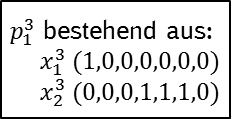 p₁³ bestehend aus:
x₁³ (1,0,0,0,0,0,0)
x₂³ (0,0,0,1,1,1,0)